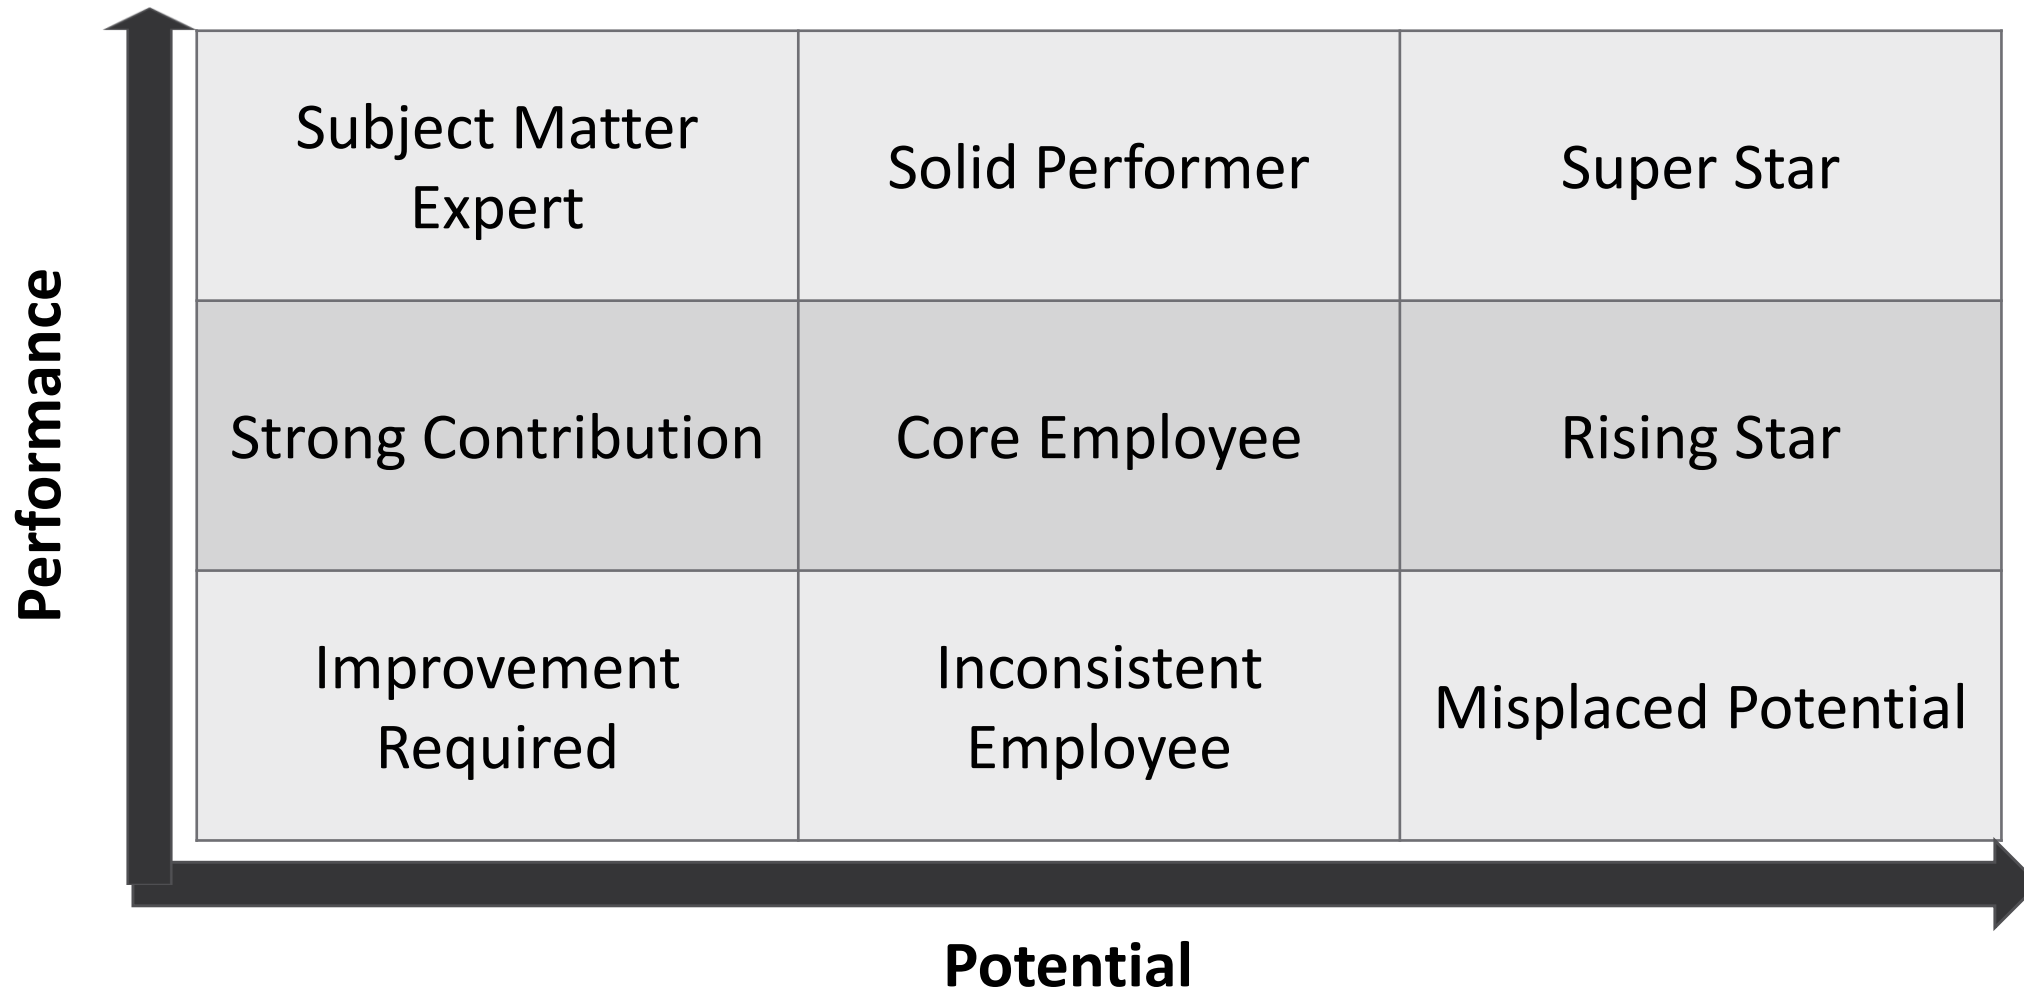 Subject Matter
Expert
Solid Performer
Super Star
Strong Contribution
Core Employee
Rising Star
Improvement
Required
Inconsistent
Employee
Misplaced Potential
Performance
Potential